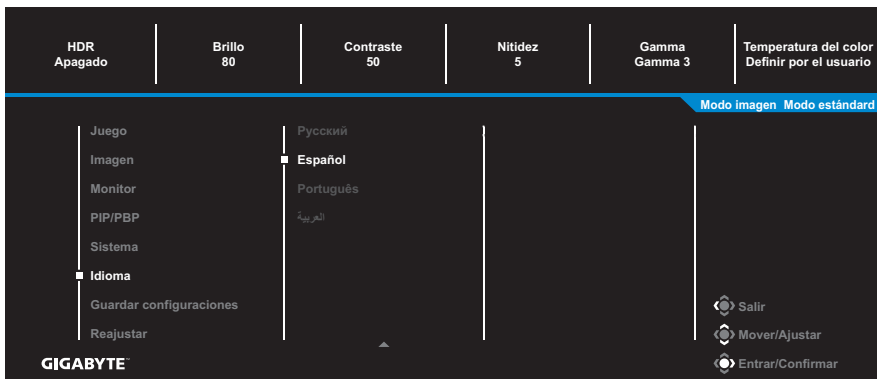 HDR
Apagado
Brillo
80
Contraste
50
Nitidez
5
Gamma
Gamma 3
Temperatura del color
Definir por el usuario
Modo imagen Modo estándard
Juego
Imagen
Monitor
PIP/PBP
Sistema
Idioma
Guardar configuraciones
Reajustar
Русский
Español
Português
العربية
Salir
Mover/Ajustar
Entrar/Confirmar
GIGABYTE™